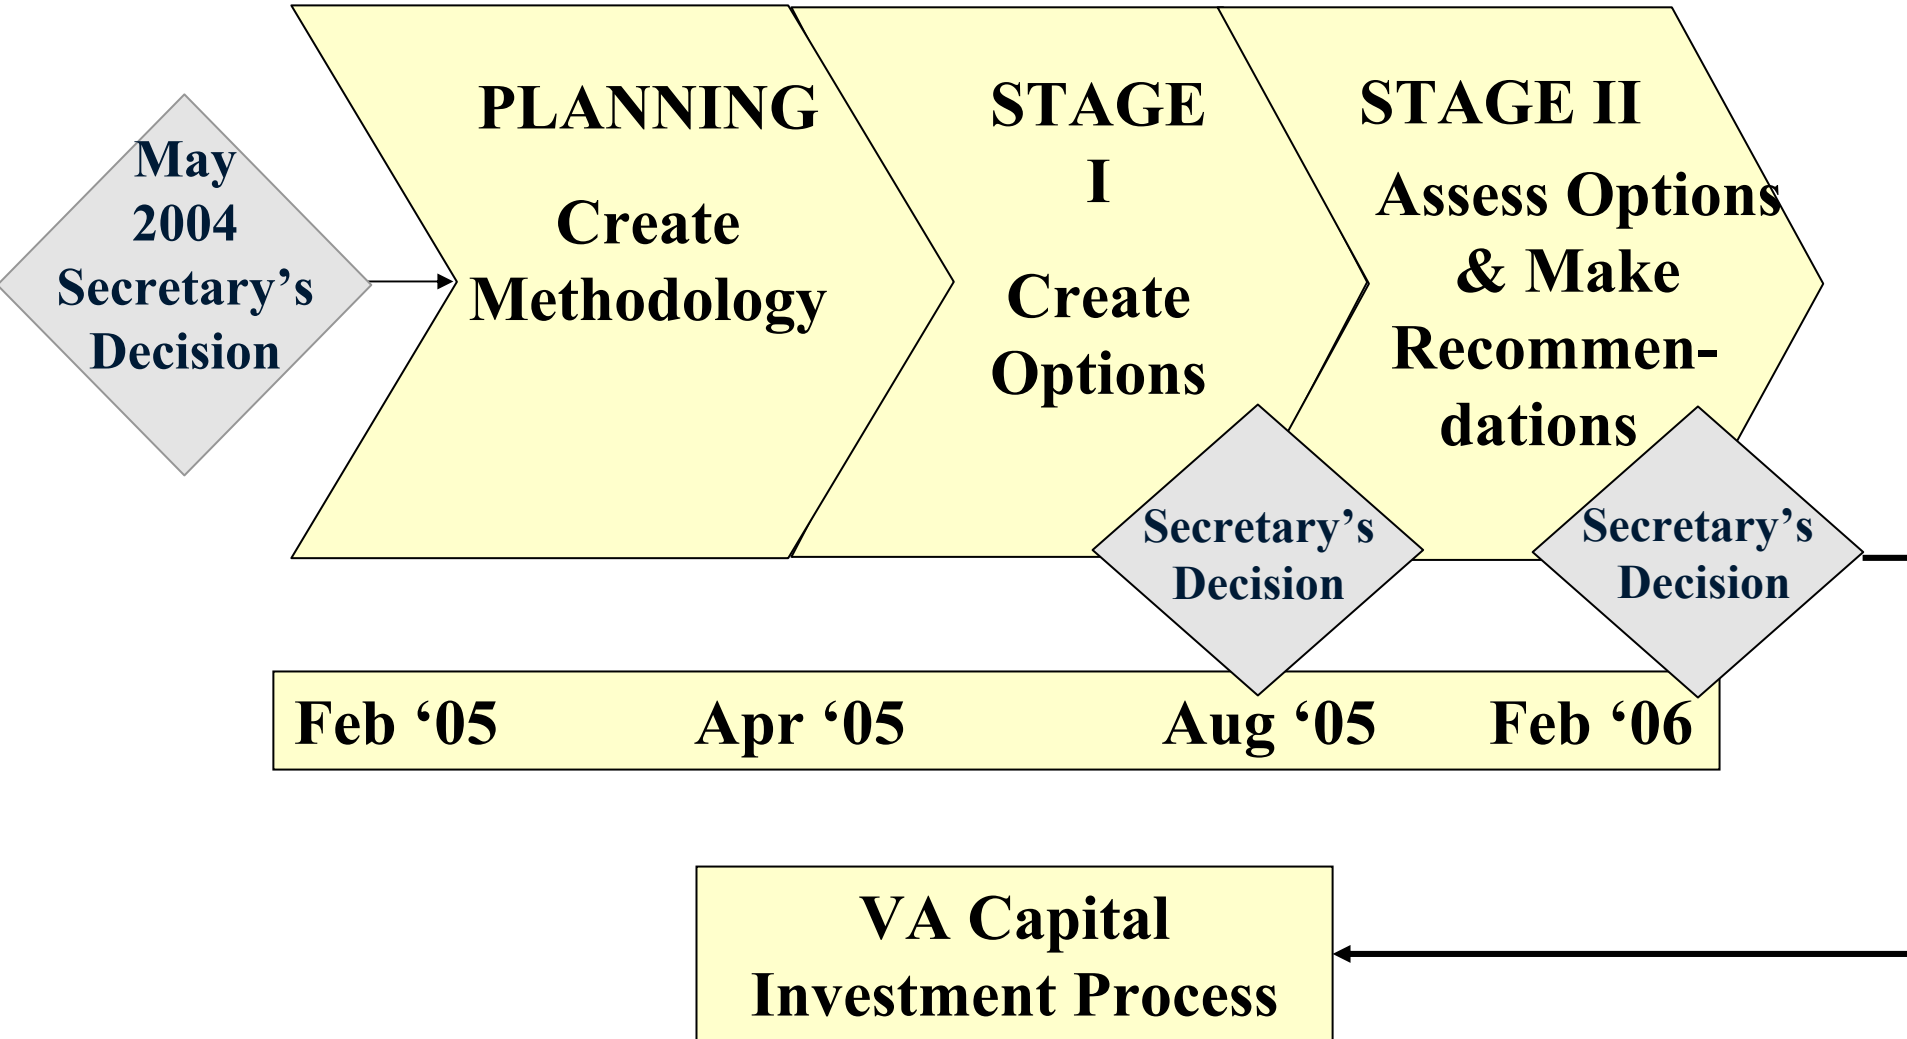 May
2004
Secretary’s
Decision
PLANNING
Create
Methodology
STAGE
I
Create
Options
STAGE II
Assess Options
& Make
Recommen-
dations
Secretary’s
Decision
Secretary’s
Decision
Feb ‘05 Apr ‘05 Aug ‘05 Feb ‘06
VA Capital
Investment Process